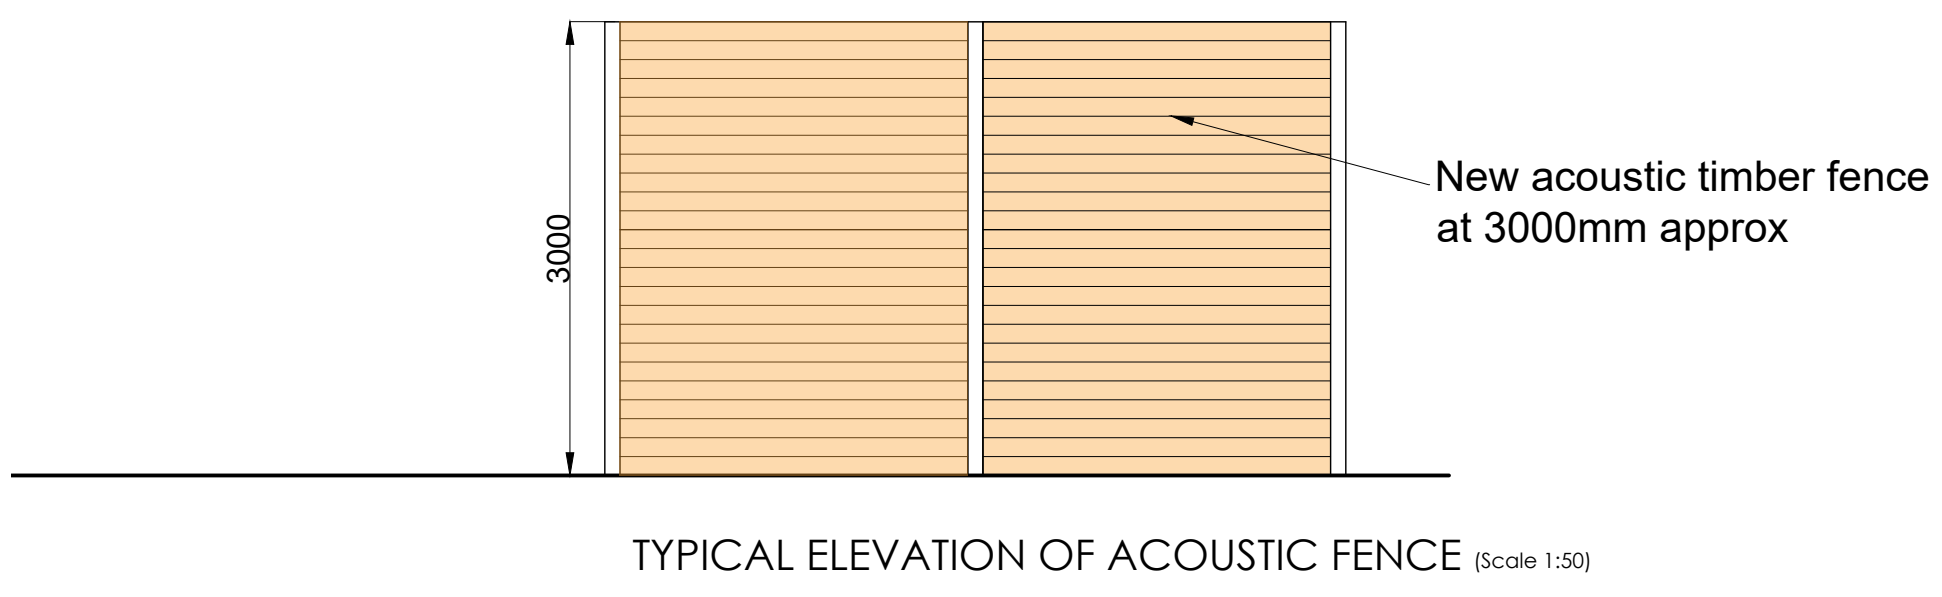 3000
New acoustic timber fence
at 3000mm approx
TYPICAL ELEVATION OF ACOUSTIC FENCE (Scale 1:50)